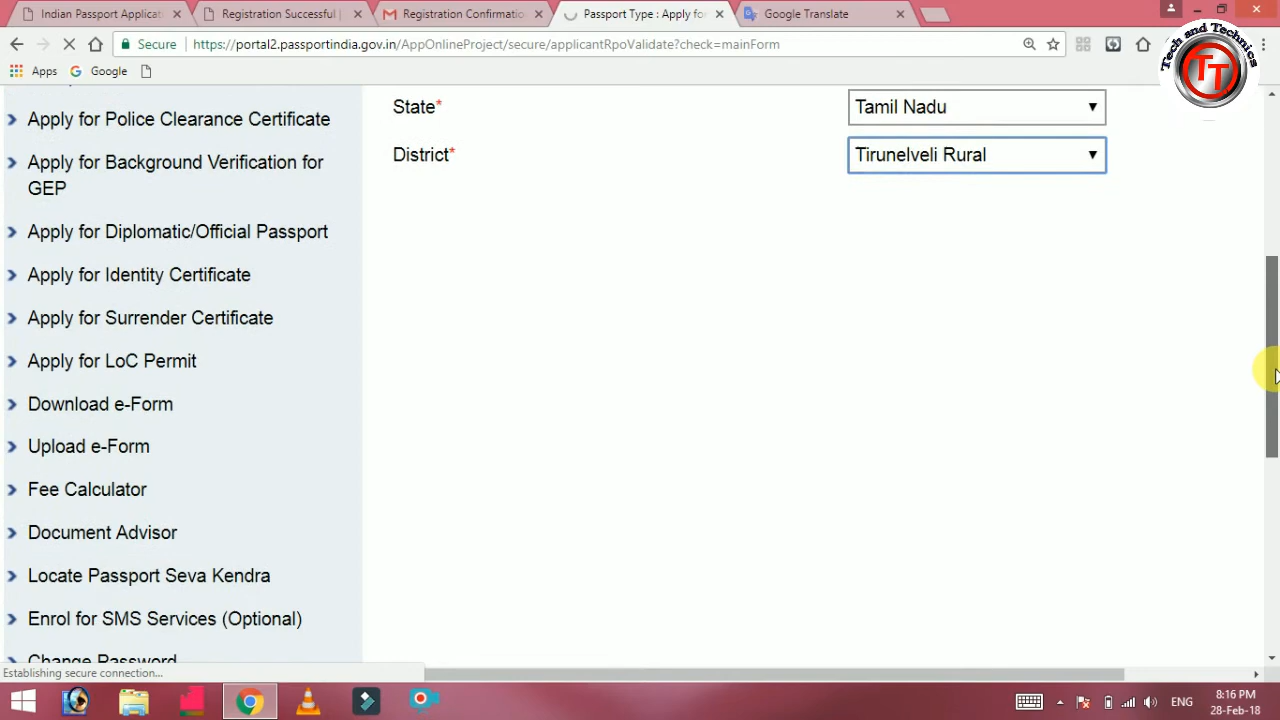 Indian Passport Applicat
Registration Successful |
Registration Confirmatio
Passport Type : Apply for
Google Translate
Secure
https://portal2.passportindia.gov.in/AppOnlineProject/secure/applicantRpoValidate?check=mainForm
Apps
Google
Tech and Technics
TT
State*
Tamil Nadu
District*
Tirunelveli Rural
Apply for Police Clearance Certificate
Apply for Background Verification for
GEP
Apply for Diplomatic/Official Passport
Apply for Identity Certificate
Apply for Surrender Certificate
Apply for LoC Permit
Download e-Form
Upload e-Form
Fee Calculator
Document Advisor
Locate Passport Seva Kendra
Enrol for SMS Services (Optional)
Change Password
Establishing secure connection...
ENG
8:16 PM
28-Feb-18